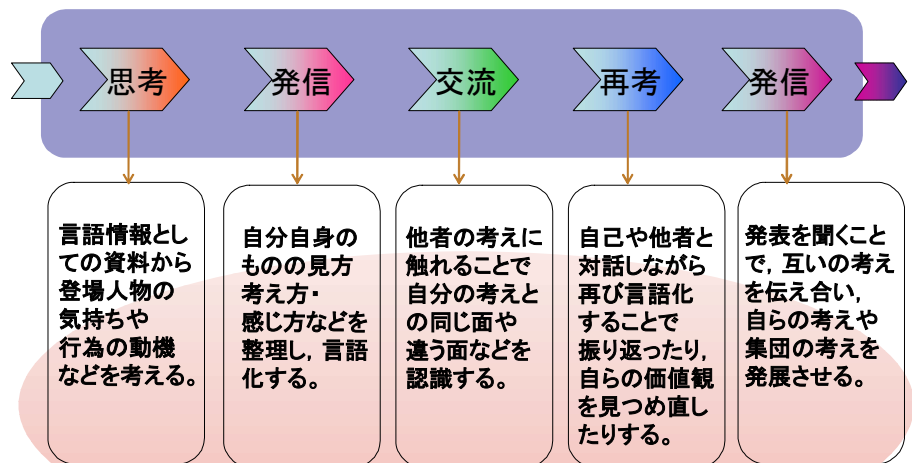 思考
発信
交流
再考
発信
言語情報とし
ての資料から
登場人物の
気持ちや
行為の動機
などを考える。
自分自身の
ものの見方
考え方・
感じ方などを
整理し，言語
化する。
他者の考えに
触れることで
自分の考えと
の同じ面や
違う面などを
認識する。
自己や他者と
対話しながら
再び言語化
することで
振り返ったり，
自らの価値観
を見つめ直し
たりする。
発表を聞くこと
で，互いの考え
を伝え合い，
自らの考えや
集団の考えを
発展させる。